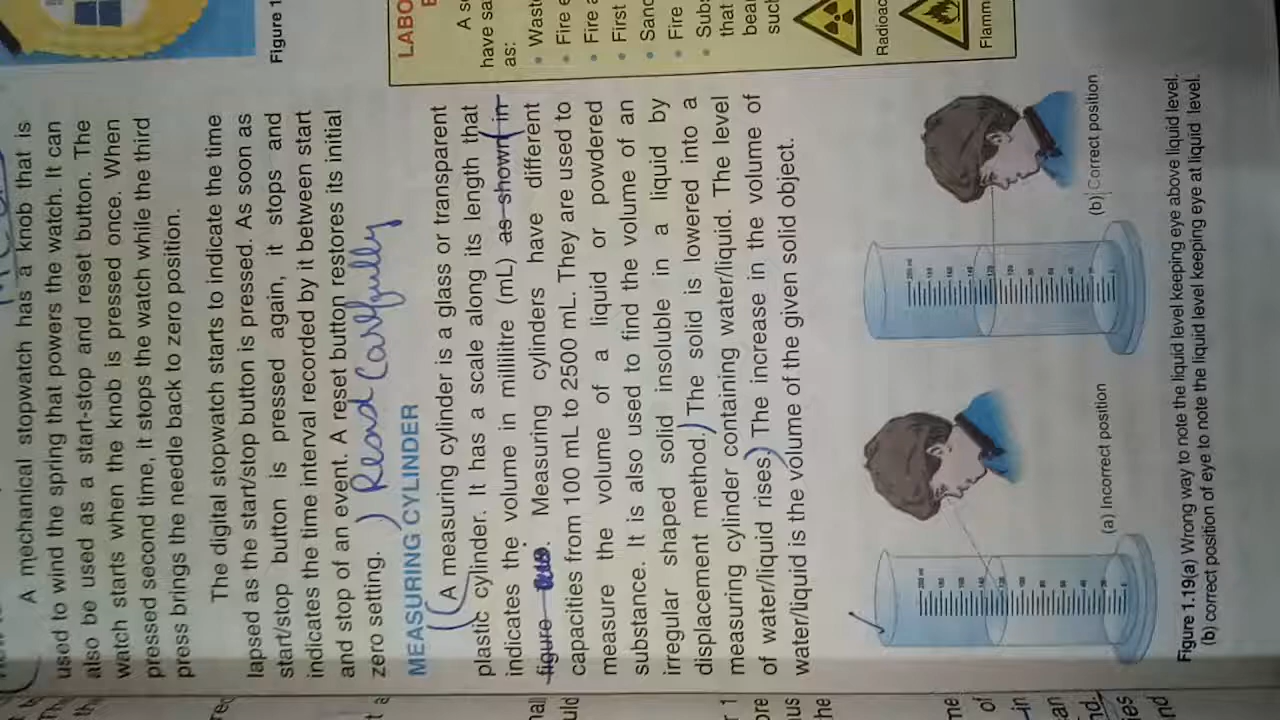 A mechanical stopwatch has a knob that is
used to wind the spring that powers the watch. It can
also be used as a start-stop and reset button. The
watch starts when the knob is pressed once. When
pressed second time, it stops the watch while the third
press brings the needle back to zero position.
The digital stopwatch starts to indicate the time
lapsed as the start/stop button is pressed. As soon as
start/stop button is pressed again, it stops and
indicates the time interval recorded by it between start
and stop of an event. A reset button restores its initial
zero setting. ) Read Carefully
MEASURING CYLINDER
(A measuring cylinder is a glass or transparent
plastic cylinder. It has a scale along its length that
indicates the volume in millilitre (mL) as shown in
figure. Measuring cylinders have different
capacities from 100 mL to 2500 mL. They are used to
measure the volume of a liquid or powdered
substance. It is also used to find the volume of an
irregular shaped solid insoluble in a liquid by
displacement method.) The solid is lowered into a
measuring cylinder containing water/liquid. The level
of water/liquid rises.) The increase in the volume of
water/liquid is the volume of the given solid object.
(a) Incorrect position
(b) Correct position
Figure 1.19(a) Wrong way to note the liquid level keeping eye above liquid level.
(b) correct position of eye to note the liquid level keeping eye at liquid level.
Figure 1
LABO
A s
have sa
as:
• Wast
• Fire e
• Fire a
• First
• Sand
• Fire
• Subs
that
bear
such
Radioac
Flamm